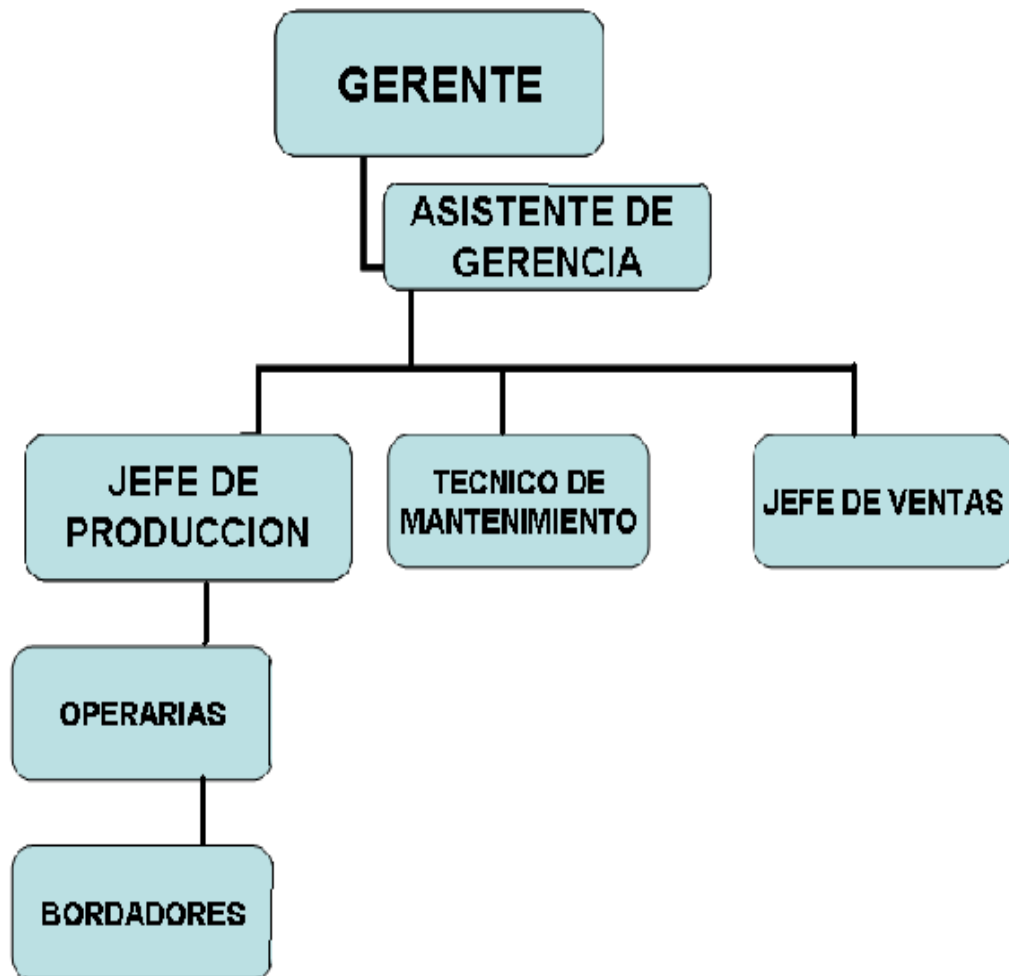 GERENTE
ASISTENTE DE
GERENCIA
JEFE DE
PRODUCCION
TECNICO DE
MANTENIMIENTO
JEFE DE VENTAS
OPERARIAS
BORDADORES